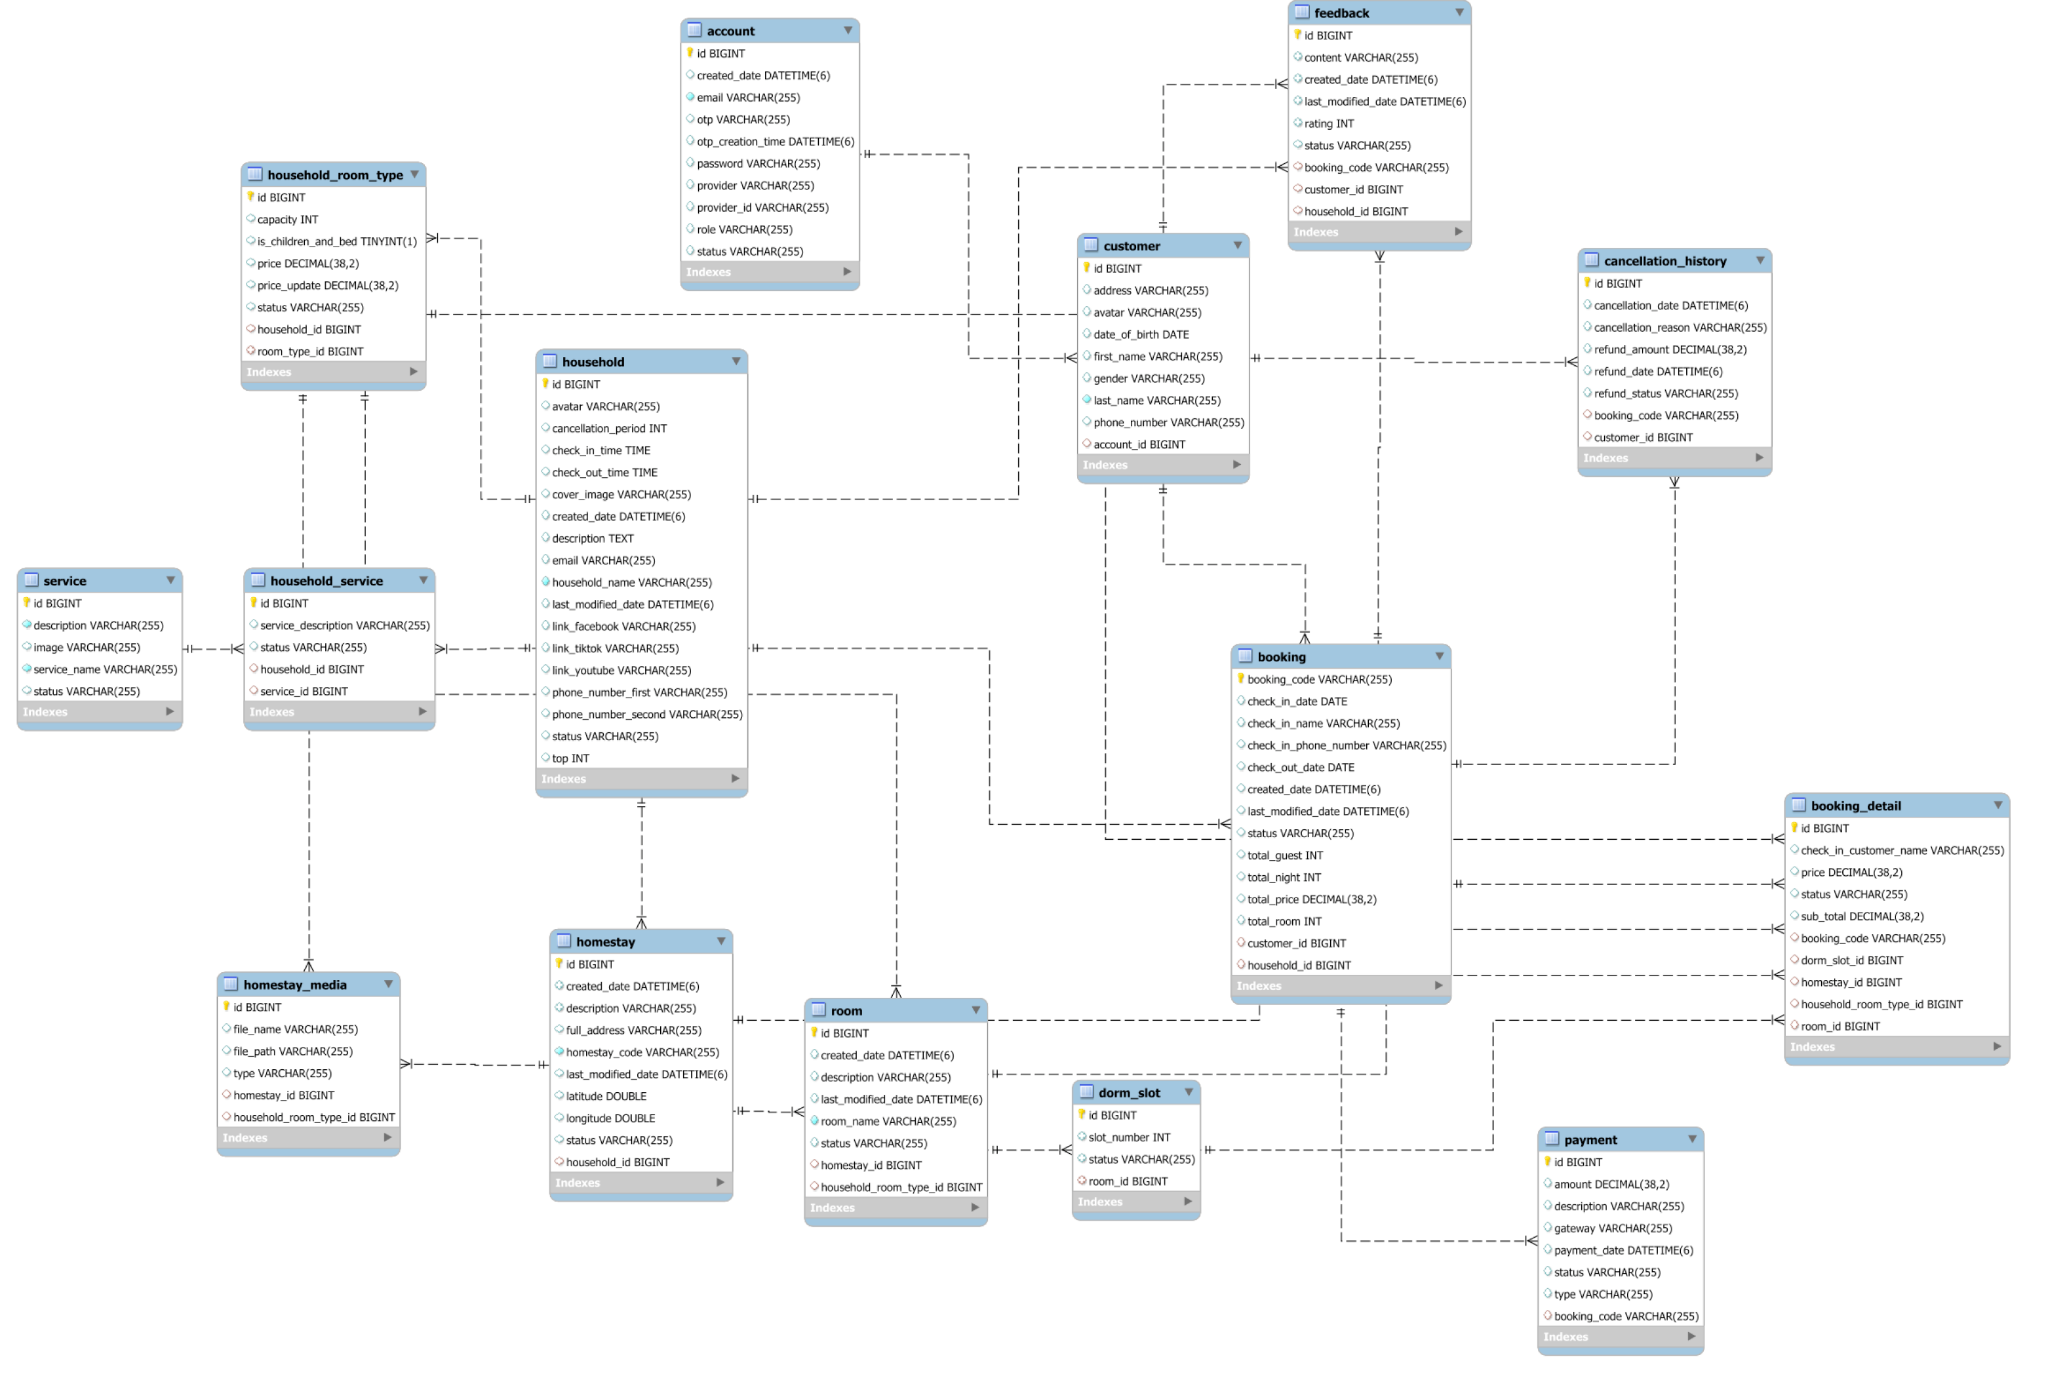 account
id BIGINT
created_date DATETIME(6)
email VARCHAR(255)
otp VARCHAR(255)
otp_creation_time DATETIME(6)
password VARCHAR(255)
provider VARCHAR(255)
provider_id VARCHAR(255)
role VARCHAR(255)
status VARCHAR(255)
Indexes
feedback
id BIGINT
content VARCHAR(255)
created_date DATETIME(6)
last_modified_date DATETIME(6)
rating INT
status VARCHAR(255)
booking_code VARCHAR(255)
customer_id BIGINT
household_id BIGINT
Indexes
household_room_type
id BIGINT
capacity INT
is_children_and_bed TINYINT(1)
price DECIMAL(38,2)
price_update DECIMAL(38,2)
status VARCHAR(255)
household_id BIGINT
room_type_id BIGINT
Indexes
customer
id BIGINT
address VARCHAR(255)
avatar VARCHAR(255)
date_of_birth DATE
first_name VARCHAR(255)
gender VARCHAR(255)
last_name VARCHAR(255)
phone_number VARCHAR(255)
account_id BIGINT
Indexes
cancellation_history
id BIGINT
cancellation_date DATETIME(6)
cancellation_reason VARCHAR(255)
refund_amount DECIMAL(38,2)
refund_date DATETIME(6)
refund_status VARCHAR(255)
booking_code VARCHAR(255)
customer_id BIGINT
Indexes
household
id BIGINT
avatar VARCHAR(255)
cancellation_period INT
check_in_time TIME
check_out_time TIME
cover_image VARCHAR(255)
created_date DATETIME(6)
description TEXT
email VARCHAR(255)
household_name VARCHAR(255)
last_modified_date DATETIME(6)
link_facebook VARCHAR(255)
link_tiktok VARCHAR(255)
link_youtube VARCHAR(255)
phone_number_first VARCHAR(255)
phone_number_second VARCHAR(255)
status VARCHAR(255)
top INT
Indexes
service
id BIGINT
description VARCHAR(255)
image VARCHAR(255)
service_name VARCHAR(255)
status VARCHAR(255)
Indexes
household_service
id BIGINT
service_description VARCHAR(255)
status VARCHAR(255)
household_id BIGINT
service_id BIGINT
Indexes
booking
booking_code VARCHAR(255)
check_in_date DATE
check_in_name VARCHAR(255)
check_in_phone_number VARCHAR(255)
check_out_date DATE
created_date DATETIME(6)
last_modified_date DATETIME(6)
status VARCHAR(255)
total_guest INT
total_night INT
total_price DECIMAL(38,2)
total_room INT
customer_id BIGINT
household_id BIGINT
Indexes
booking_detail
id BIGINT
check_in_customer_name VARCHAR(255)
price DECIMAL(38,2)
status VARCHAR(255)
sub_total DECIMAL(38,2)
booking_code VARCHAR(255)
dorm_slot_id BIGINT
homestay_id BIGINT
household_room_type_id BIGINT
room_id BIGINT
Indexes
homestay_media
id BIGINT
file_name VARCHAR(255)
file_path VARCHAR(255)
type VARCHAR(255)
homestay_id BIGINT
household_room_type_id BIGINT
Indexes
homestay
id BIGINT
created_date DATETIME(6)
description VARCHAR(255)
full_address VARCHAR(255)
homestay_code VARCHAR(255)
last_modified_date DATETIME(6)
latitude DOUBLE
longitude DOUBLE
status VARCHAR(255)
household_id BIGINT
Indexes
room
id BIGINT
created_date DATETIME(6)
description VARCHAR(255)
last_modified_date DATETIME(6)
room_name VARCHAR(255)
status VARCHAR(255)
homestay_id BIGINT
household_room_type_id BIGINT
Indexes
dorm_slot
id BIGINT
slot_number INT
status VARCHAR(255)
room_id BIGINT
Indexes
payment
id BIGINT
amount DECIMAL(38,2)
description VARCHAR(255)
gateway VARCHAR(255)
payment_date DATETIME(6)
status VARCHAR(255)
type VARCHAR(255)
booking_code VARCHAR(255)
Indexes